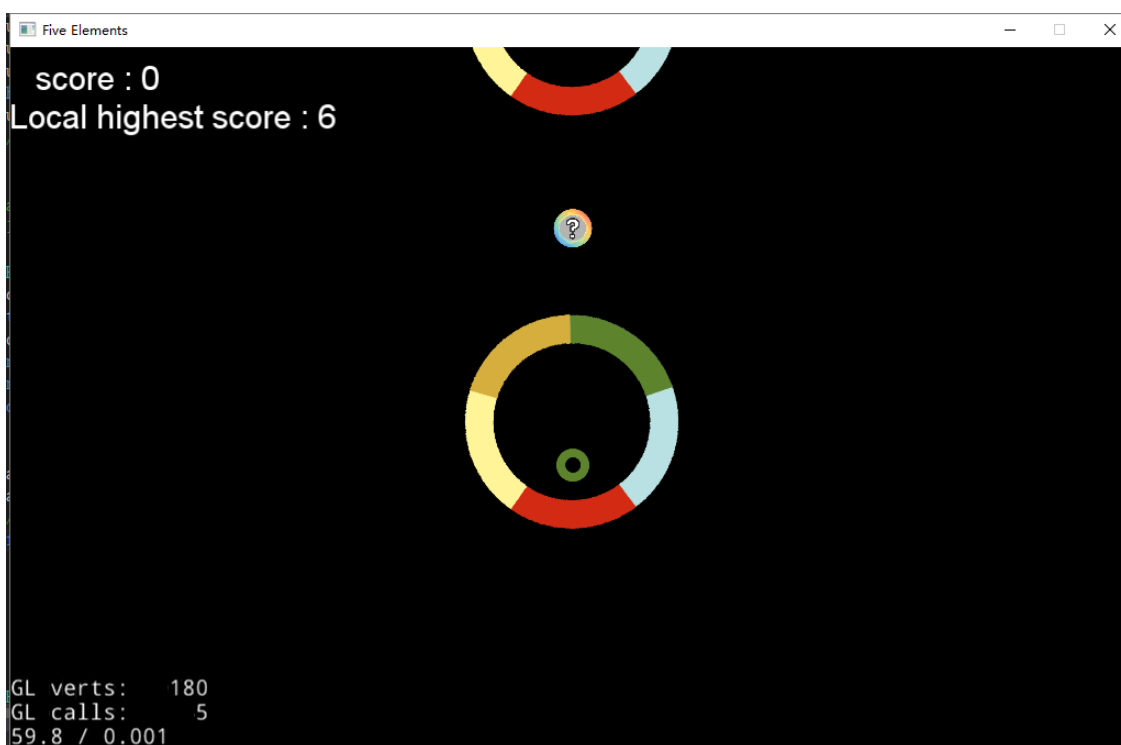 Five Elements
score : 0
Local highest score : 6
?
GL verts: 180
GL calls: 5
59.8 / 0.001